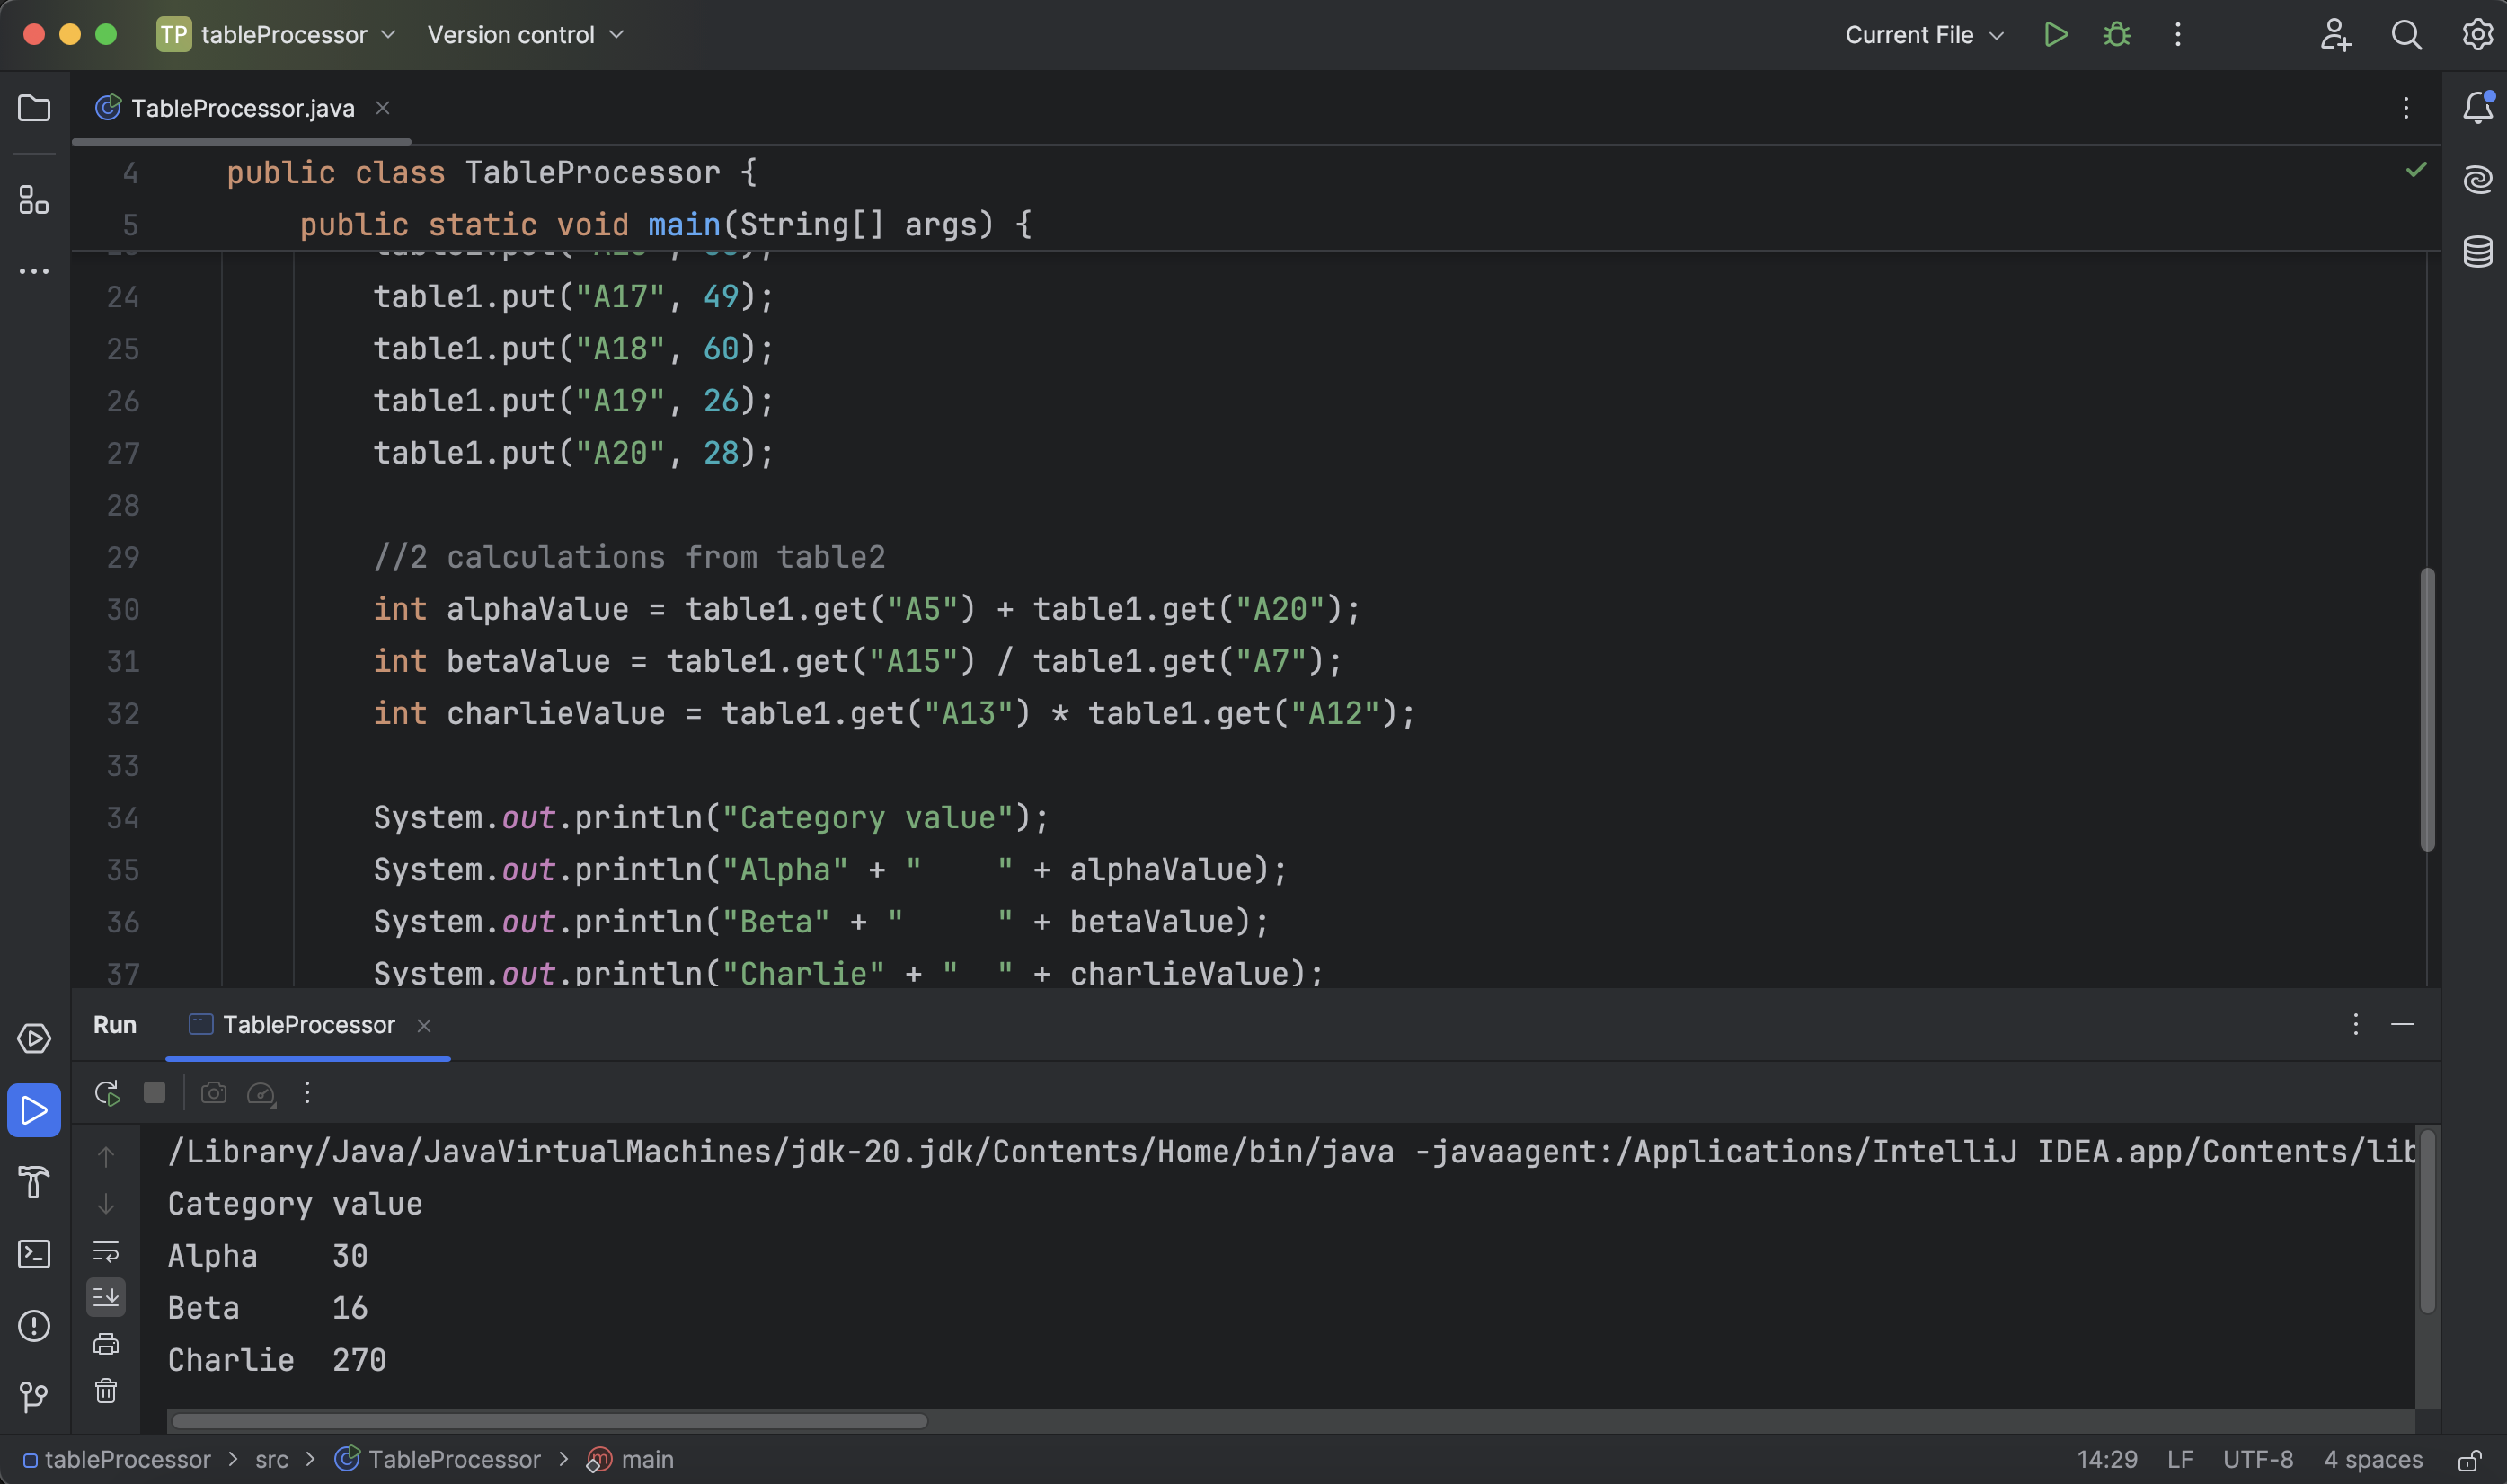 TP tableProcessor Version control Current File
TableProcessor.java
4 public class TableProcessor {
5 public static void main(String[] args) {
24 table1.put("A17", 49);
25 table1.put("A18", 60);
26 table1.put("A19", 26);
27 table1.put("A20", 28);
28
29 //2 calculations from table2
30 int alphaValue = table1.get("A5") + table1.get("A20");
31 int betaValue = table1.get("A15") / table1.get("A7");
32 int charlieValue = table1.get("A13") * table1.get("A12");
33
34 System.out.println("Category value");
35 System.out.println("Alpha" + "    " + alphaValue);
36 System.out.println("Beta" + "     " + betaValue);
37 System.out.println("Charlie" + "  " + charlieValue);
Run TableProcessor
/Library/Java/JavaVirtualMachines/jdk-20.jdk/Contents/Home/bin/java -javaagent:/Applications/IntelliJ IDEA.app/Contents/lib
Category value
Alpha    30
Beta     16
Charlie  270
tableProcessor > src > TableProcessor > main 14:29 LF UTF-8 4 spaces